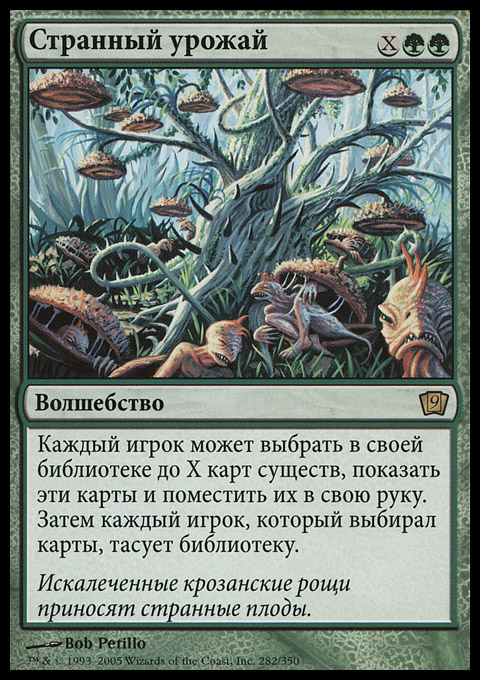 Странный урожай X
Волшебство 9
Каждый игрок может выбрать в своей
библиотеке до X карт существ, показать
эти карты и поместить их в свою руку.
Затем каждый игрок, который выбирал
карты, тасует библиотеку.
Искалеченные крозанские рощи
приносят странные плоды.
Bob Petillo
™ & © 1993–2005 Wizards of the Coast, Inc. 282/350